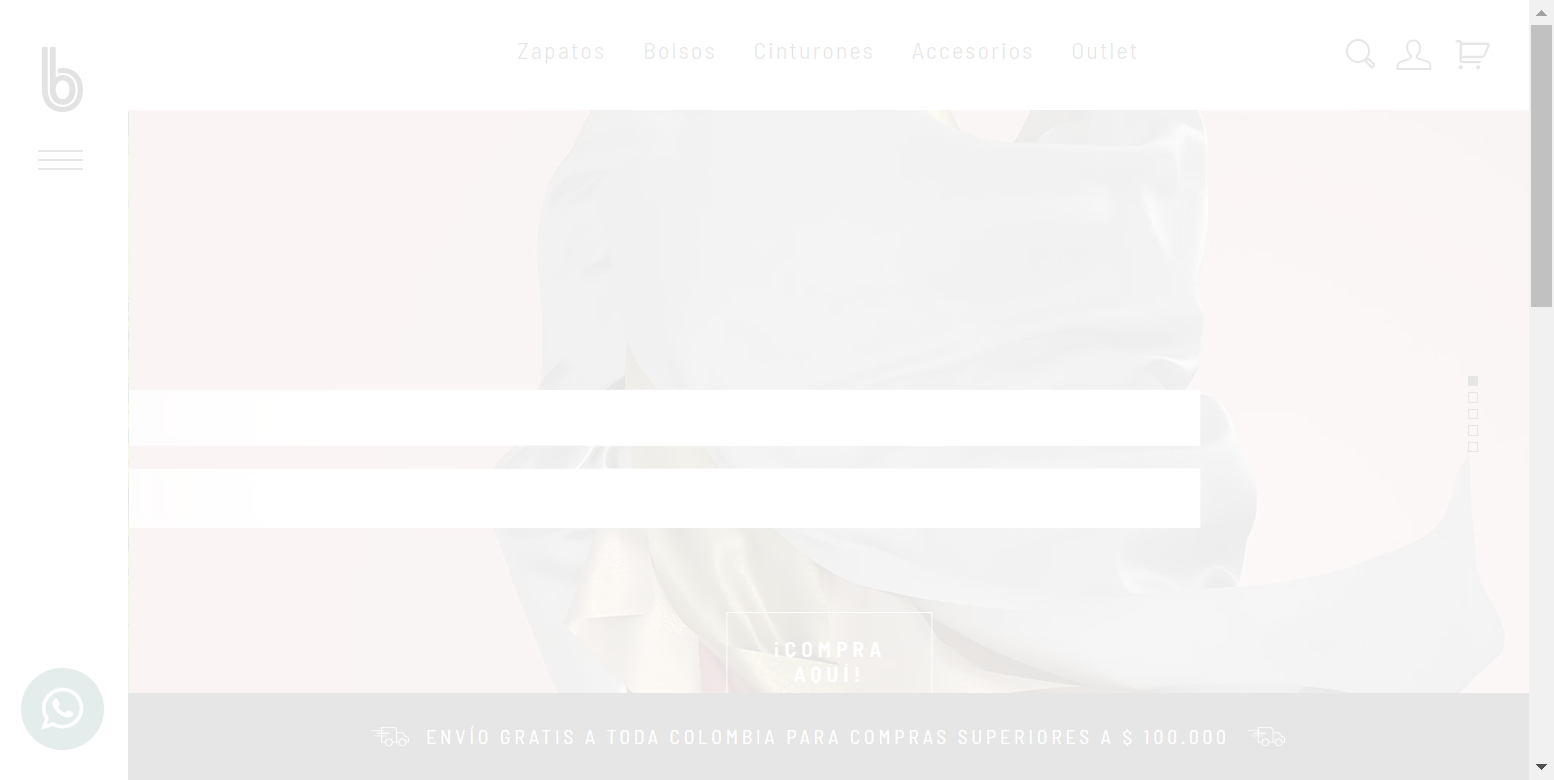 b
Zapatos Bolsos Cinturones Accesorios Outlet
¡COMPRA
AQUÍ!
ENVÍO GRATIS A TODA COLOMBIA PARA COMPRAS SUPERIORES A $ 100.000